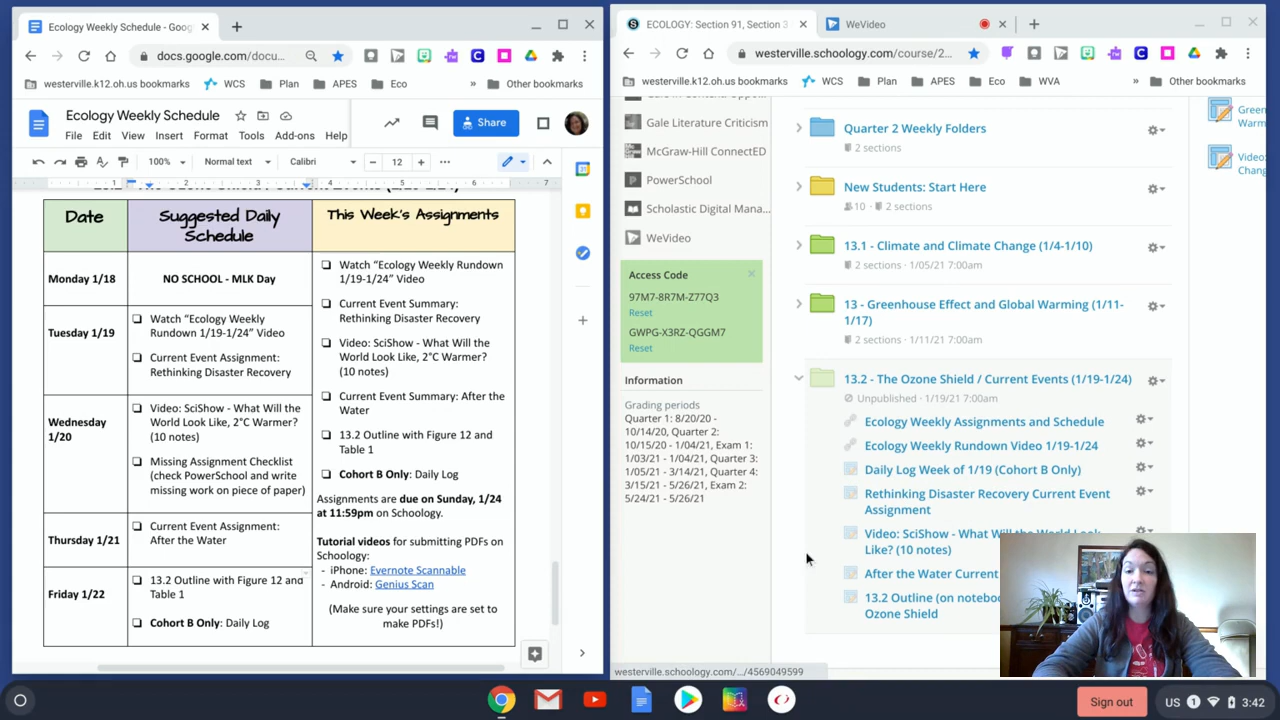 Ecology Weekly Schedule - Goog
docs.google.com/docu...
westerville.k12.oh.us bookmarks
WCS
Plan
APES
Eco
»
Other bookmarks
Ecology Weekly Schedule
File Edit View Insert Format Tools Add-ons Help
Share
100%
Normal text
Calibri
12
1 2 3 4 5 6 7
Date
Suggested Daily
Schedule
This Week's Assignments
Monday 1/18
NO SCHOOL - MLK Day
Tuesday 1/19
Watch “Ecology Weekly
Rundown 1/19-1/24” Video
Current Event Assignment:
Rethinking Disaster Recovery
Wednesday
1/20
Video: SciShow - What Will the
World Look Like, 2°C Warmer?
(10 notes)
Missing Assignment Checklist
(check PowerSchool and write
missing work on piece of paper)
Thursday 1/21
Current Event Assignment:
After the Water
Friday 1/22
13.2 Outline with Figure 12 and
Table 1
Cohort B Only: Daily Log
Watch “Ecology Weekly Rundown
1/19-1/24” Video
Current Event Summary:
Rethinking Disaster Recovery
Video: SciShow - What Will the
World Look Like, 2°C Warmer?
(10 notes)
Current Event Summary: After the
Water
13.2 Outline with Figure 12 and
Table 1
Cohort B Only: Daily Log
Assignments are due on Sunday, 1/24
at 11:59pm on Schoology.
Tutorial videos for submitting PDFs on
Schoology:
- iPhone: Evernote Scannable
- Android: Genius Scan
(Make sure your settings are set to
make PDFs!)
ECOLOGY: Section 91, Section 3
WeVideo
westerville.schoology.com/course/2...
westerville.k12.oh.us bookmarks
WCS
Plan
APES
Eco
WVA
»
Other bookmarks
Gale Literature Criticism
McGraw-Hill ConnectED
PowerSchool
Scholastic Digital Mana...
WeVideo
Access Code
97M7-8R7M-Z77Q3
Reset
GWPG-X3RZ-QGGM7
Reset
Information
Grading periods
Quarter 1: 8/20/20 -
10/14/20, Quarter 2:
10/15/20 - 1/04/21, Exam 1:
1/03/21 - 1/04/21, Quarter 3:
1/05/21 - 3/14/21, Quarter 4:
3/15/21 - 5/26/21, Exam 2:
5/24/21 - 5/26/21
Quarter 2 Weekly Folders
2 sections
New Students: Start Here
10 · 2 sections
13.1 - Climate and Climate Change (1/4-1/10)
2 sections · 1/05/21 7:00am
13 - Greenhouse Effect and Global Warming (1/11-
1/17)
2 sections · 1/11/21 7:00am
13.2 - The Ozone Shield / Current Events (1/19-1/24)
Unpublished · 1/19/21 7:00am
Ecology Weekly Assignments and Schedule
Ecology Weekly Rundown Video 1/19-1/24
Daily Log Week of 1/19 (Cohort B Only)
Rethinking Disaster Recovery Current Event
Assignment
Video: SciShow - What Will the World Look
Like? (10 notes)
After the Water Current
13.2 Outline (on noteboo
Ozone Shield
Green
Warm
Video:
Chang
westerville.schoology.com/.../4569049599
Sign out
US 1 3:42